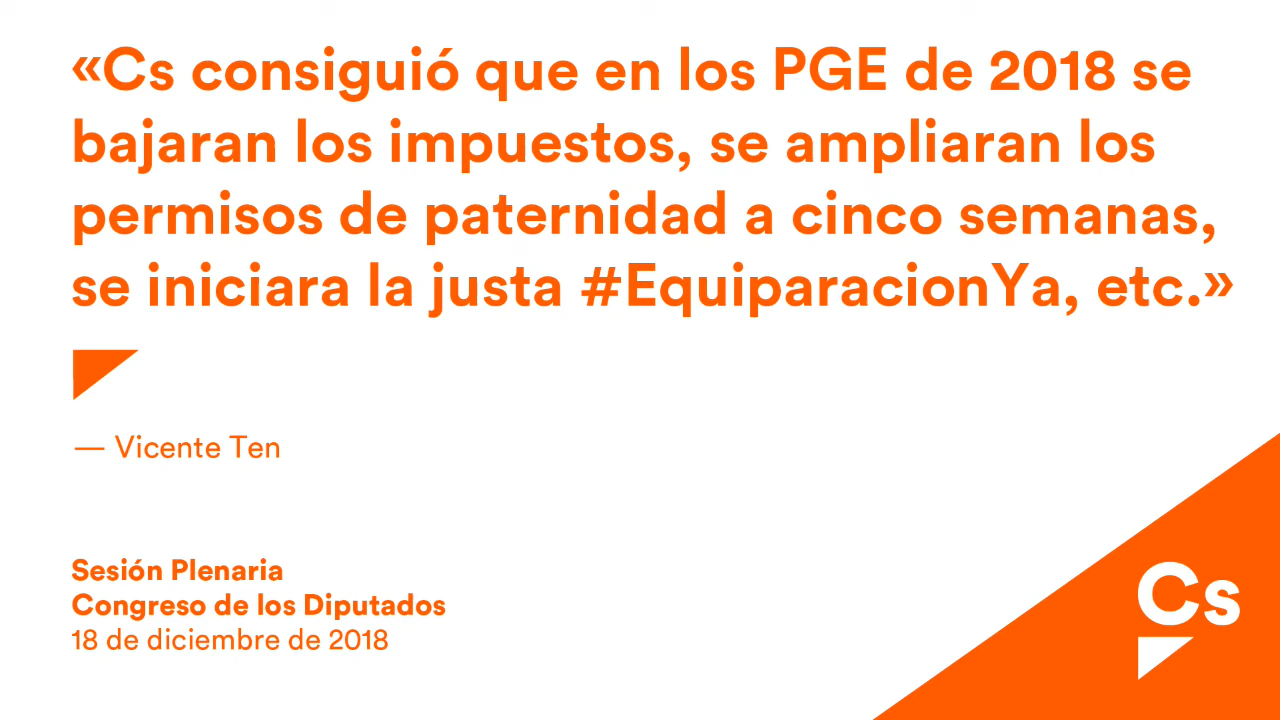 «Cs consiguió que en los PGE de 2018 se
bajaran los impuestos, se ampliaran los
permisos de paternidad a cinco semanas,
se iniciara la justa #EquiparacionYa, etc.»
— Vicente Ten
Sesión Plenaria
Congreso de los Diputados
18 de diciembre de 2018
Cs